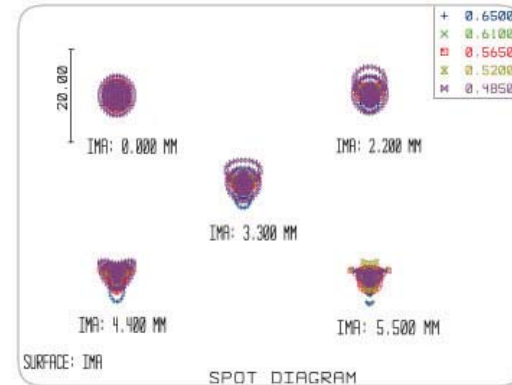 + 0.6500
× 0.6100
0.5650
0.5200
0.4850
20.00
IMA: 0.000 MM
IMA: 2.200 MM
IMA: 3.300 MM
IMA: 4.400 MM
IMA: 5.500 MM
SURFACE: IMA
SPOT DIAGRAM